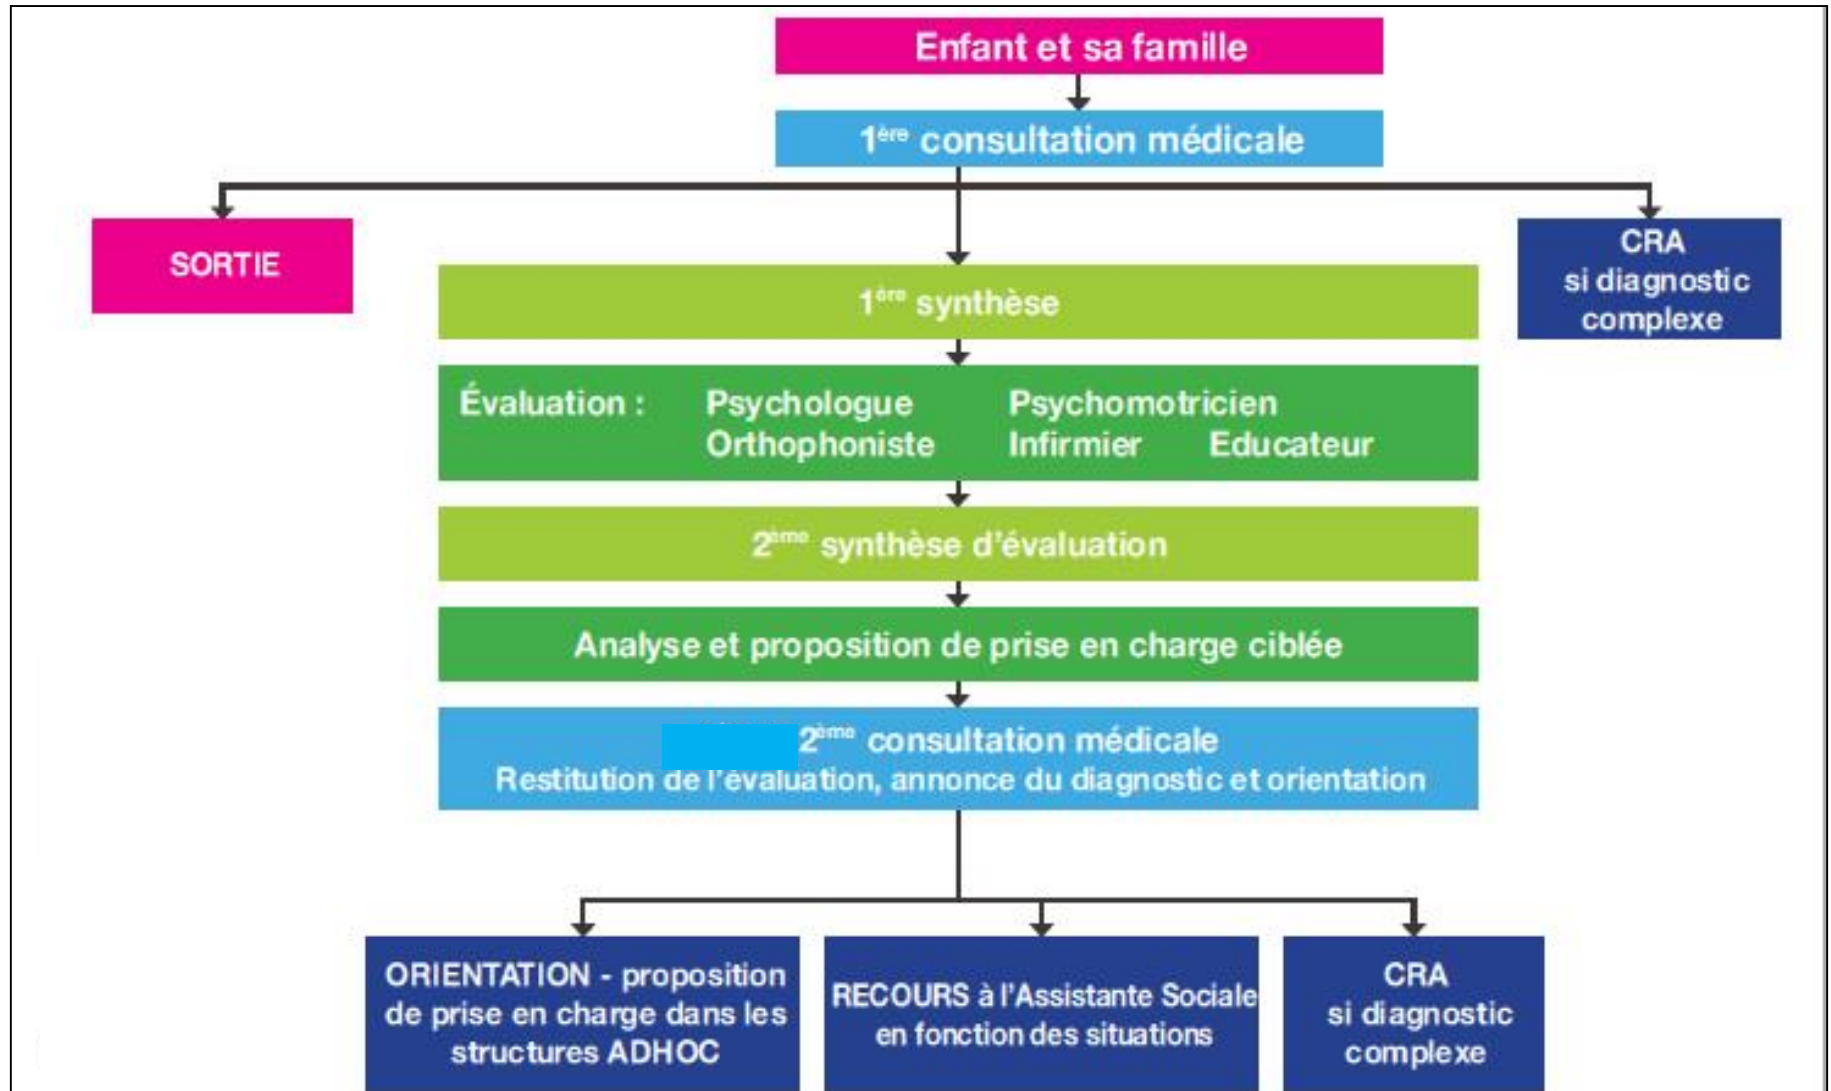 Enfant et sa famille
1ère consultation médicale
SORTIE
CRA
si diagnostic
complexe
1ère synthèse
Évaluation : Psychologue Psychomotricien
Orthophoniste Infirmier Educateur
2ème synthèse d'évaluation
Analyse et proposition de prise en charge ciblée
2ème consultation médicale
Restitution de l'évaluation, annonce du diagnostic et orientation
ORIENTATION - proposition
de prise en charge dans les
structures ADHOC
RECOURS à l'Assistante Sociale
en fonction des situations
CRA
si diagnostic
complexe